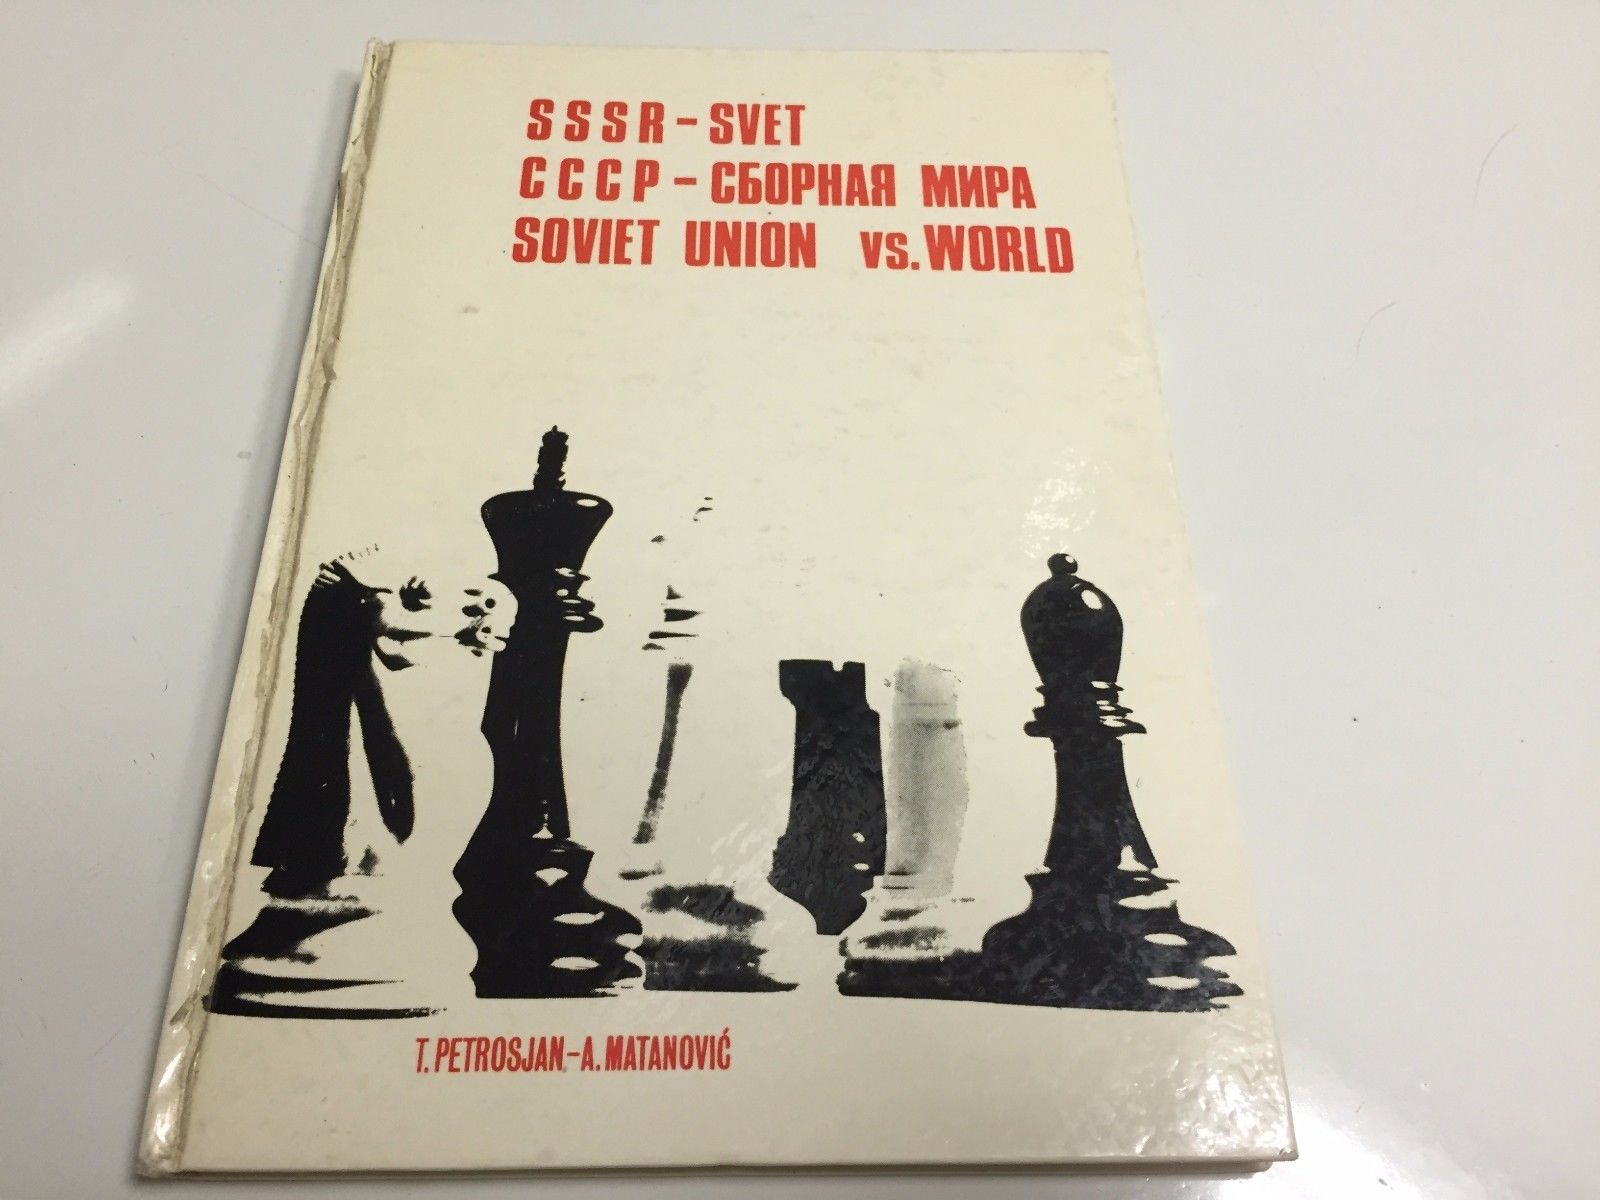 SSSR-SVET
СССР-СБОРНАЯ МИРА
SOVIET UNION VS. WORLD
T. PETROSJAN-A. MATANOVIĆ